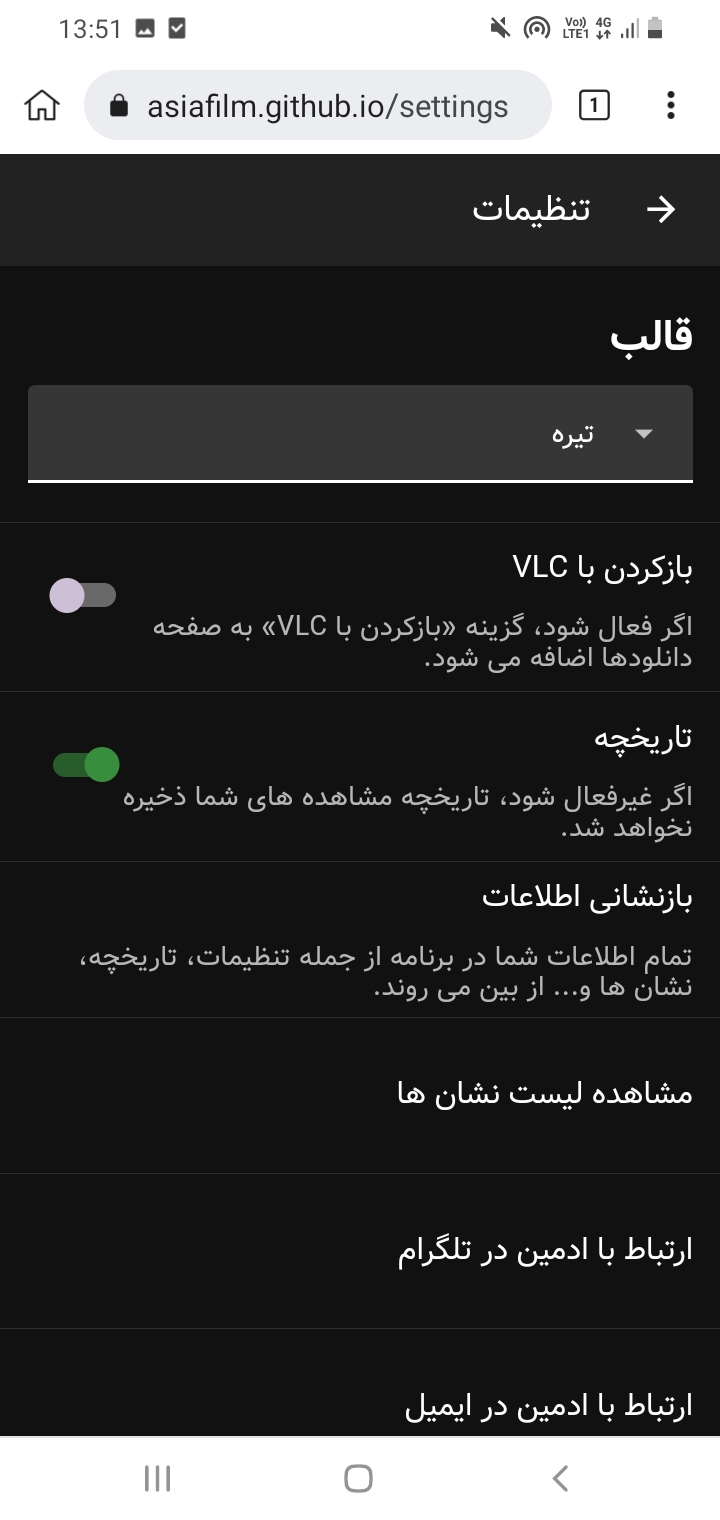 13:51
Vo))
LTE1
4G
asiafilm.github.io/settings
1
تنظیمات
قالب
تیره
بازکردن با VLC
اگر فعال شود، گزینه «بازکردن با VLC» به صفحه
دانلودها اضافه می شود.
تاریخچه
اگر غیرفعال شود، تاریخچه مشاهده های شما ذخیره
نخواهد شد.
بازنشانی اطلاعات
تمام اطلاعات شما در برنامه از جمله تنظیمات، تاریخچه،
نشان ها و... از بین می روند.
مشاهده لیست نشان ها
ارتباط با ادمین در تلگرام
ارتباط با ادمین در ایمیل